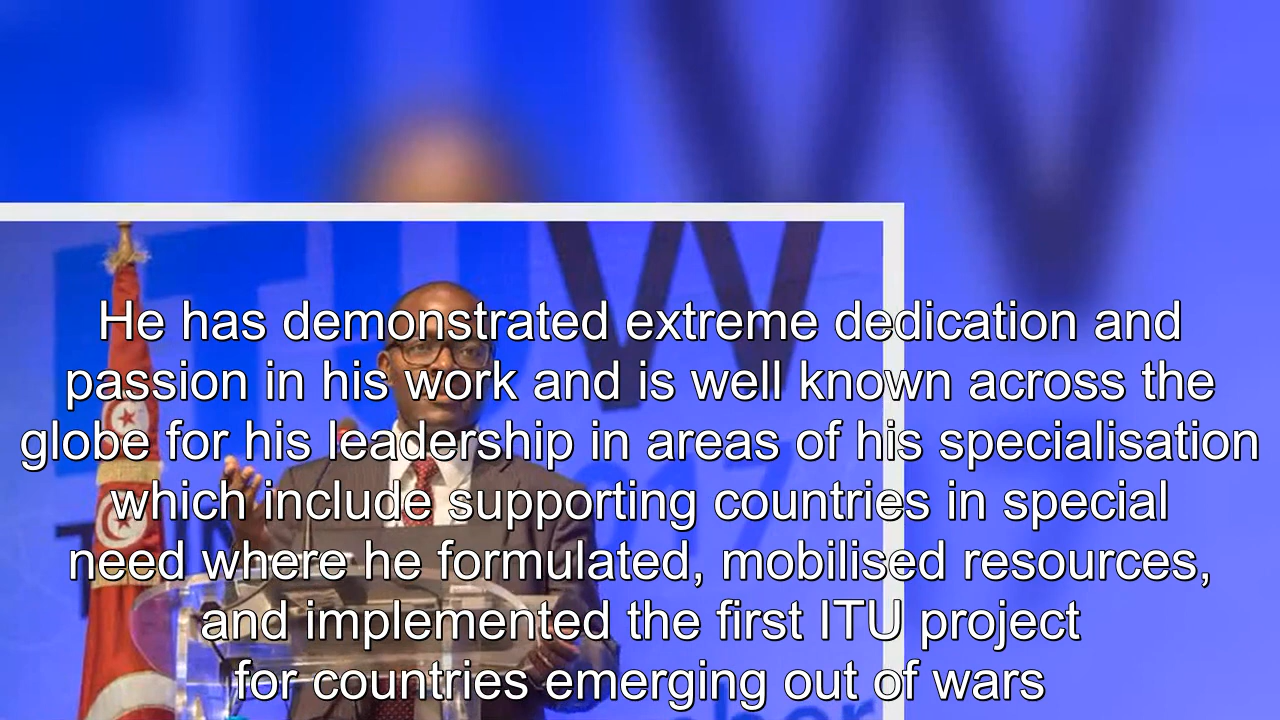 He has demonstrated extreme dedication and
passion in his work and is well known across the
globe for his leadership in areas of his specialisation
which include supporting countries in special
need where he formulated, mobilised resources,
and implemented the first ITU project
for countries emerging out of wars